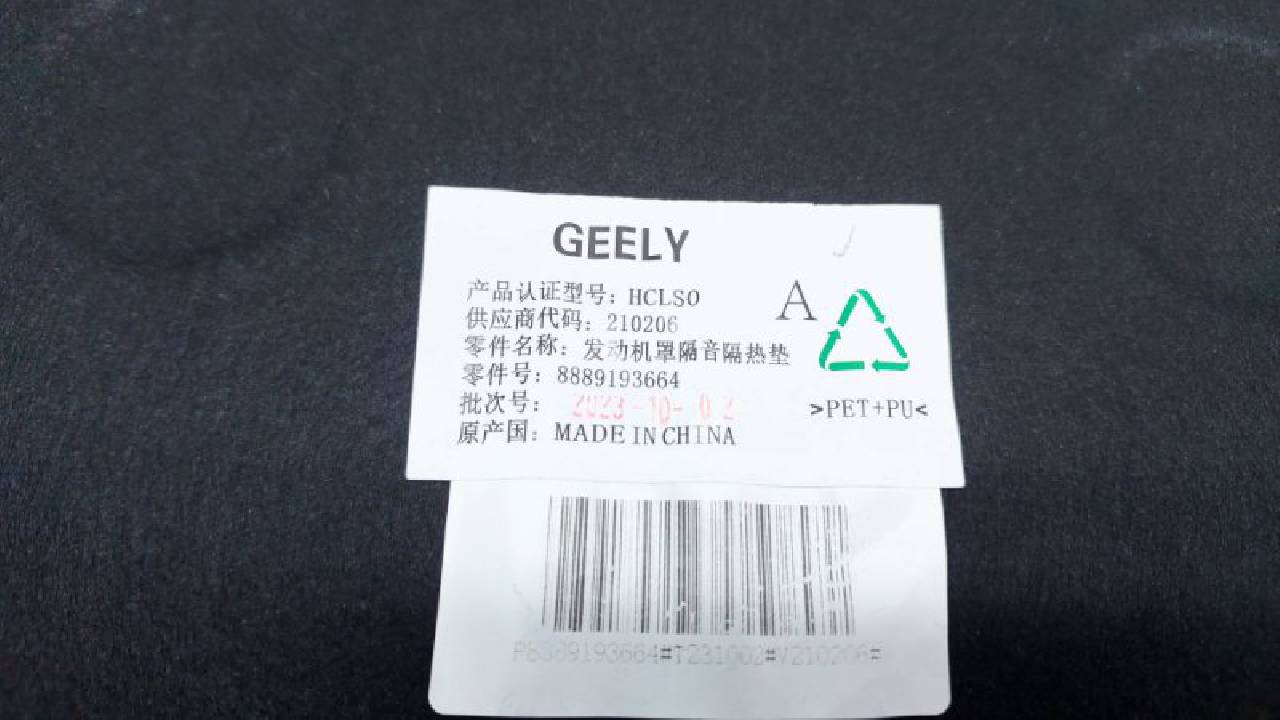 GEELY
产品认证型号：HCLSO
供应商代码：210206
A
零件名称：发动机罩隔音隔热垫
零件号：8889193664
批次号：2023-10-02
>PET+PU<
原产国：MADE IN CHINA
P8889193664#T231002#V210206#